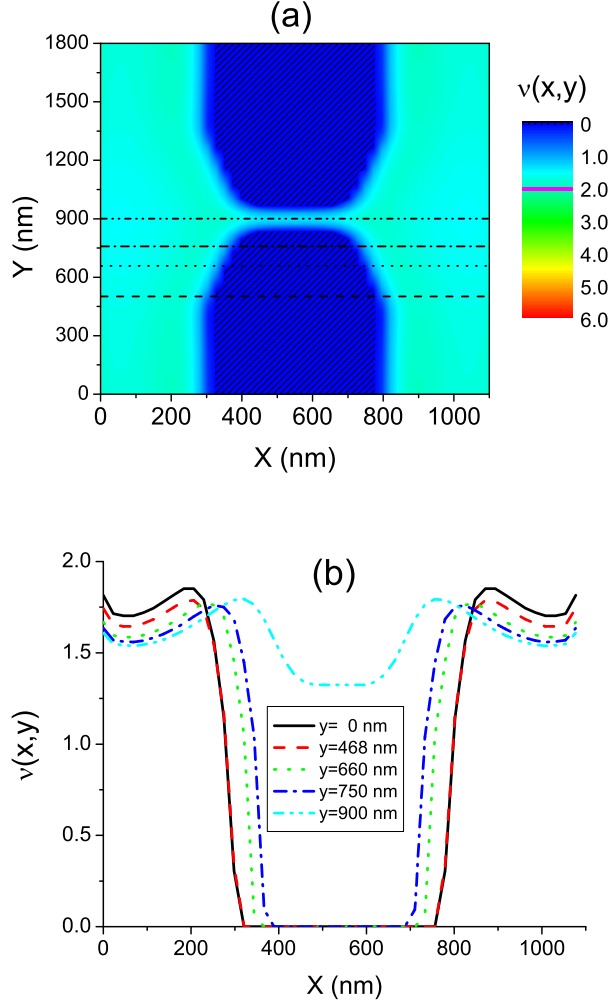 (a)
1800
1500
1200
900
600
300
0
Y (nm)
0 200 400 600 800 1000
X (nm)
ν(x,y)
0
1.0
2.0
3.0
4.0
5.0
6.0
(b)
2.0
1.5
1.0
0.5
0.0
ν(x,y)
y= 0 nm
y=468 nm
y=660 nm
y=750 nm
y=900 nm
0 200 400 600 800 1000
X (nm)